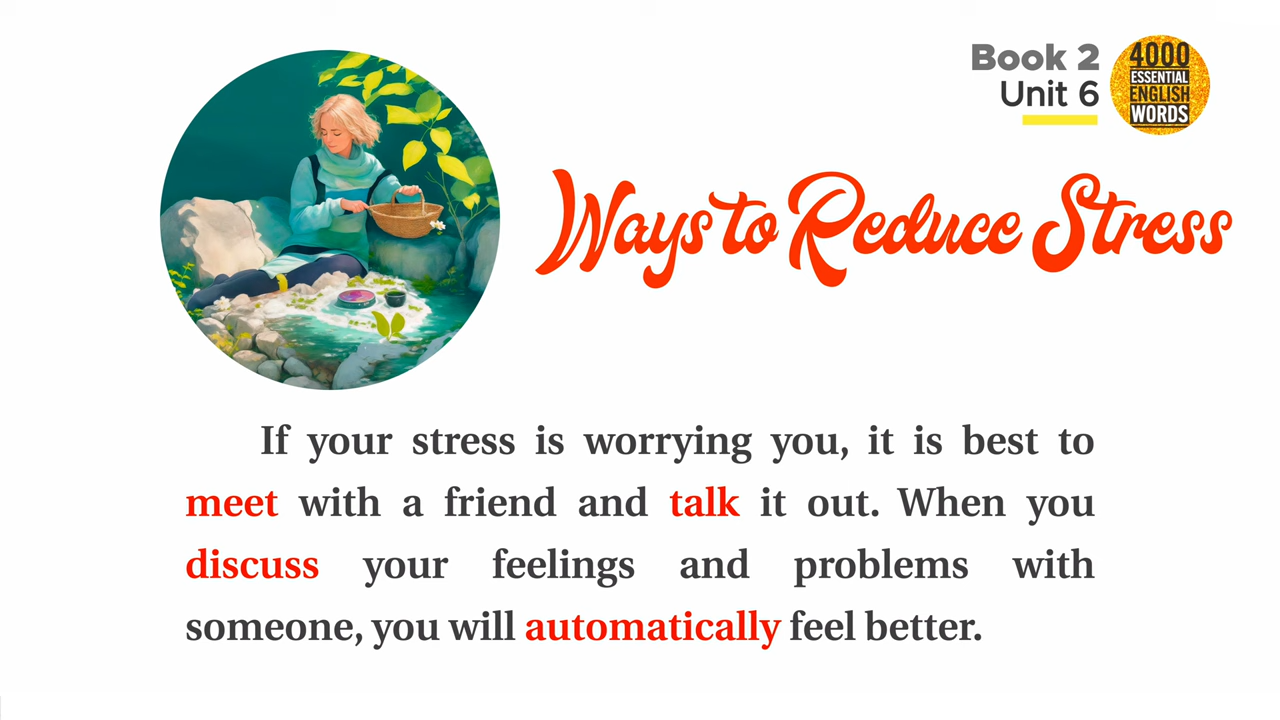 Book 2
Unit 6
4000
ESSENTIAL
ENGLISH
WORDS
Ways to Reduce Stress
If your stress is worrying you, it is best to
meet with a friend and talk it out. When you
discuss your feelings and problems with
someone, you will automatically feel better.